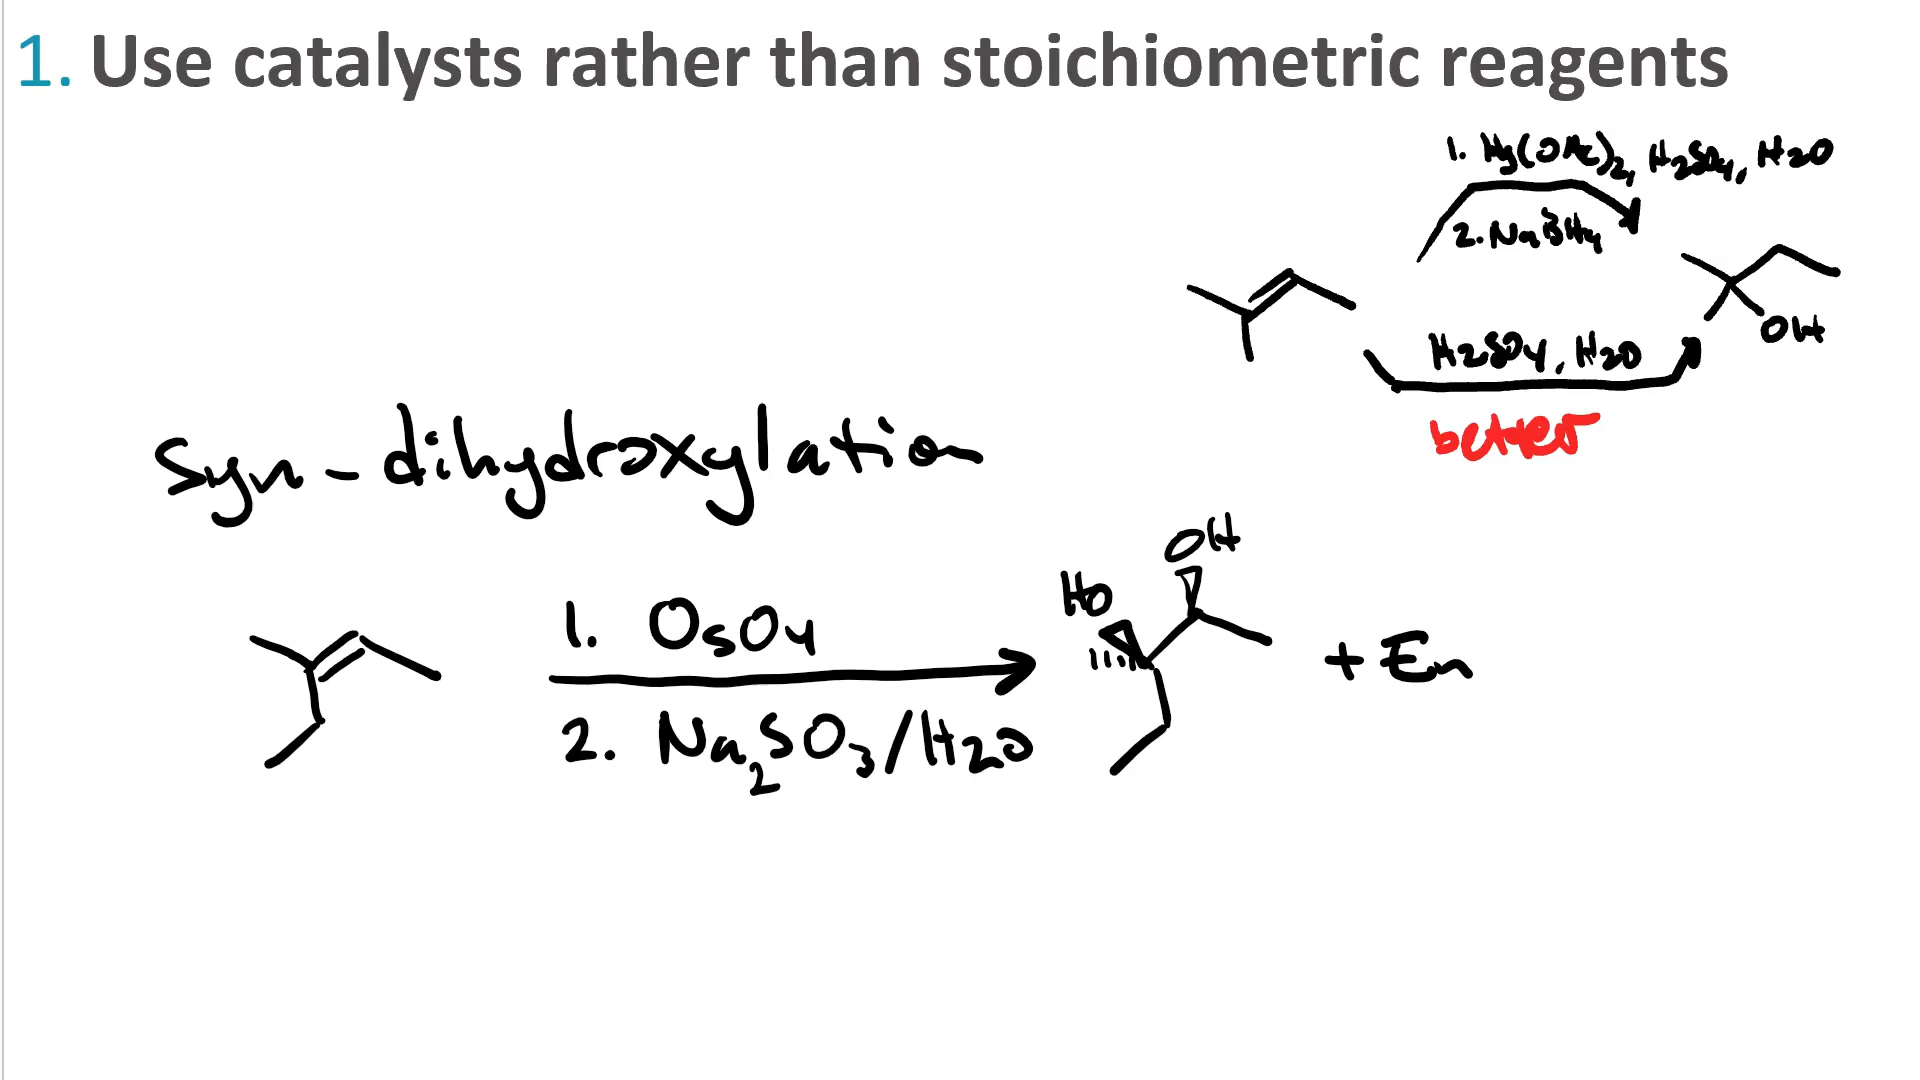 1. Use catalysts rather than stoichiometric reagents
1. Hg(OAc)2, H2SO4, H2O
2. NaBH4
OH
H2SO4, H2O
better
Syn-dihydroxylation
OH
HO
1. OsO4
+ En
2. Na2SO3/H2O